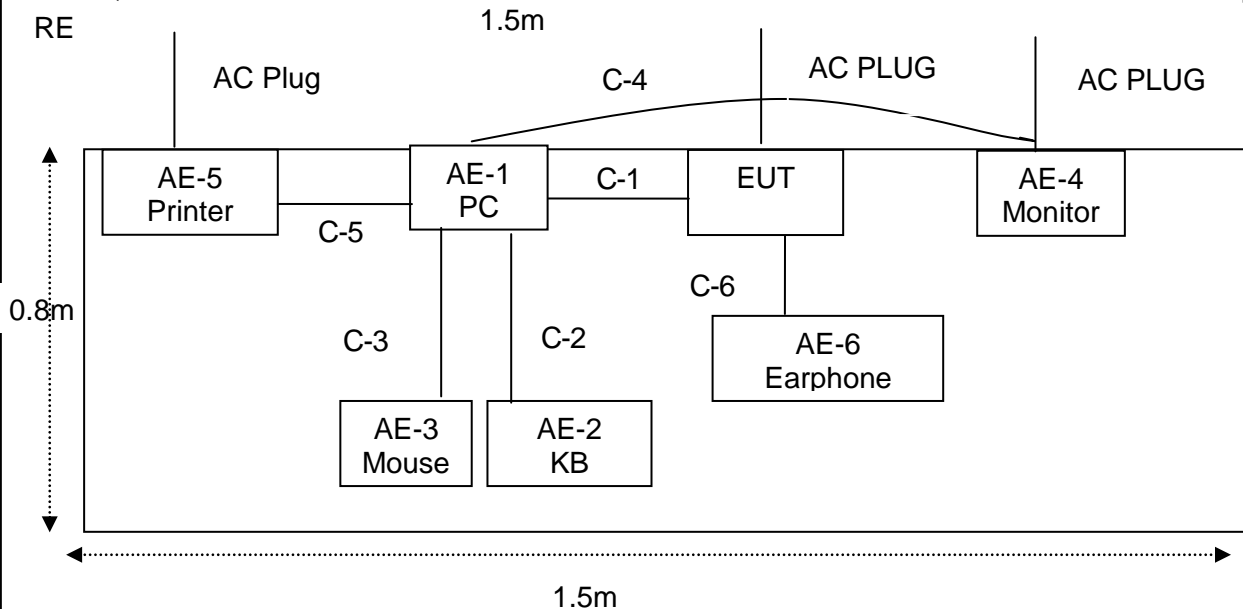 1.5m
RE
AC Plug
C-4
AC PLUG
AC PLUG
AE-5
Printer
AE-1
PC
C-1
EUT
AE-4
Monitor
C-5
C-6
0.8m
C-3
C-2
AE-6
Earphone
AE-3
Mouse
AE-2
KB
1.5m